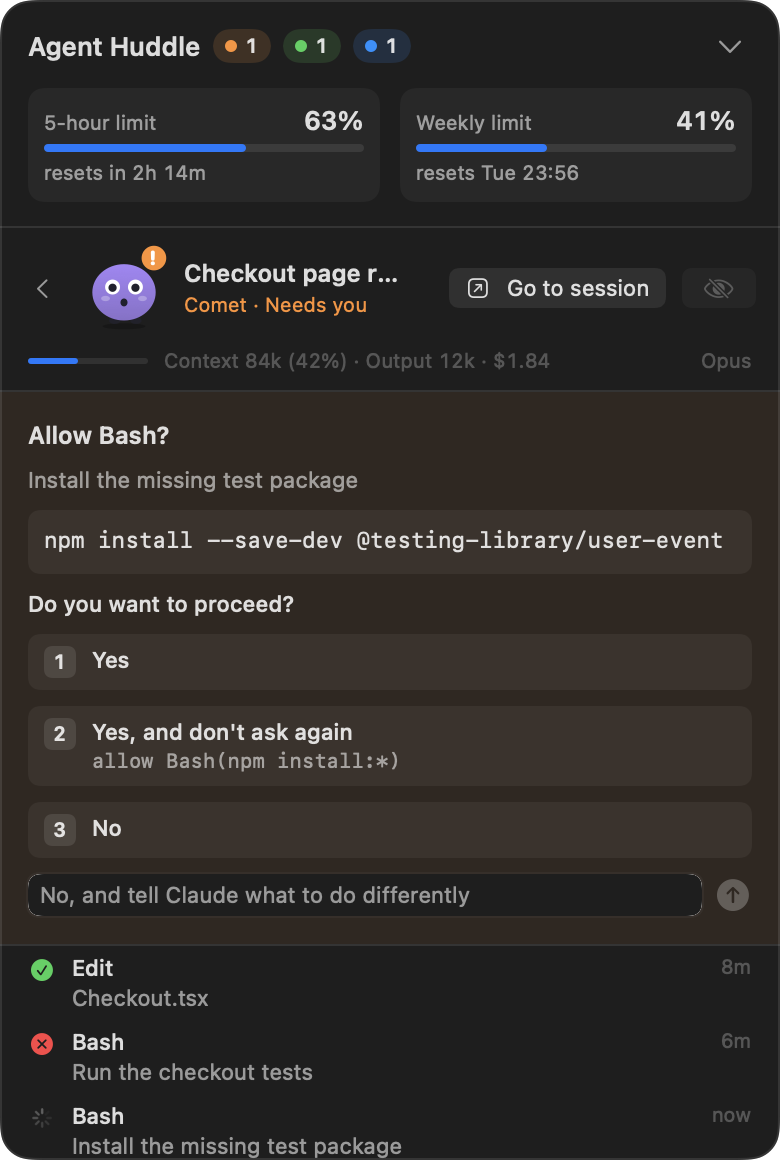 Agent Huddle 1 1 1
5-hour limit 63%
resets in 2h 14m
Weekly limit 41%
resets Tue 23:56
!
Checkout page r...
Comet · Needs you
Go to session
Context 84k (42%) · Output 12k · $1.84 Opus
Allow Bash?
Install the missing test package
npm install --save-dev @testing-library/user-event
Do you want to proceed?
1 Yes
2 Yes, and don't ask again
allow Bash(npm install:*)
3 No
No, and tell Claude what to do differently
Edit 8m
Checkout.tsx
Bash 6m
Run the checkout tests
Bash now
Install the missing test package